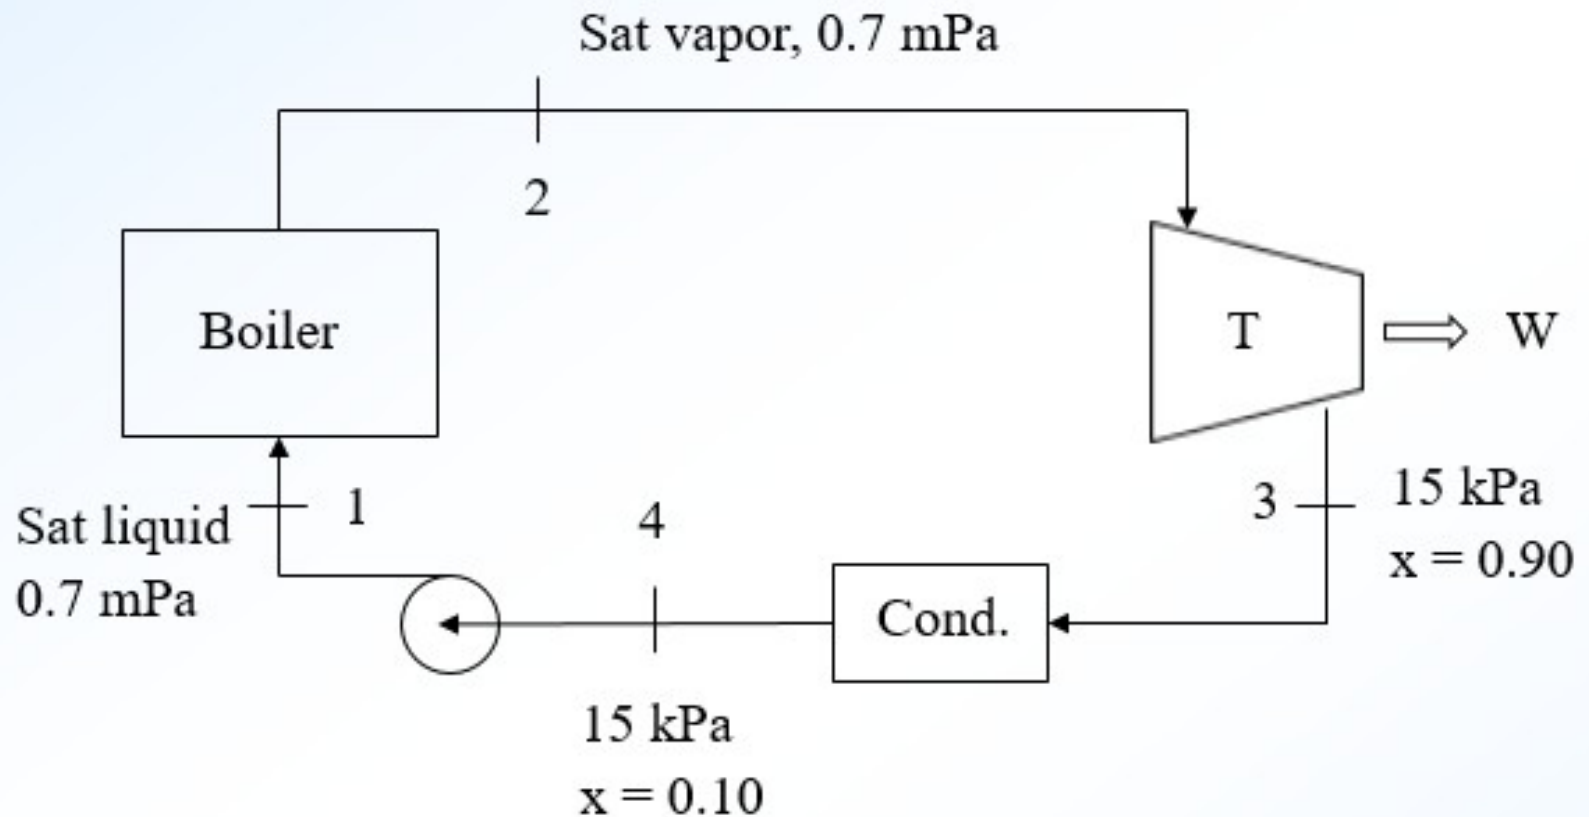 Sat vapor, 0.7 mPa
2
Boiler
T
W
Sat liquid
0.7 mPa
1
4
3
15 kPa
x = 0.90
Cond.
15 kPa
x = 0.10